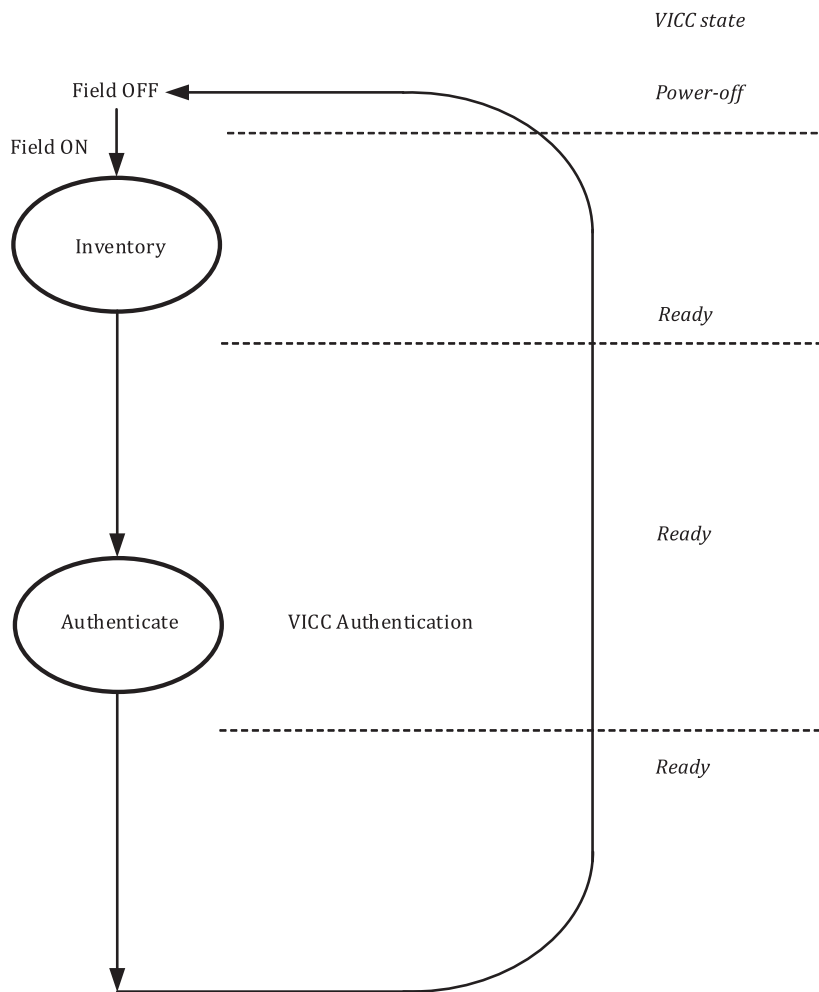 VICC state
Field OFF
Power-off
Field ON
Inventory
Ready
Ready
Authenticate
VICC Authentication
Ready